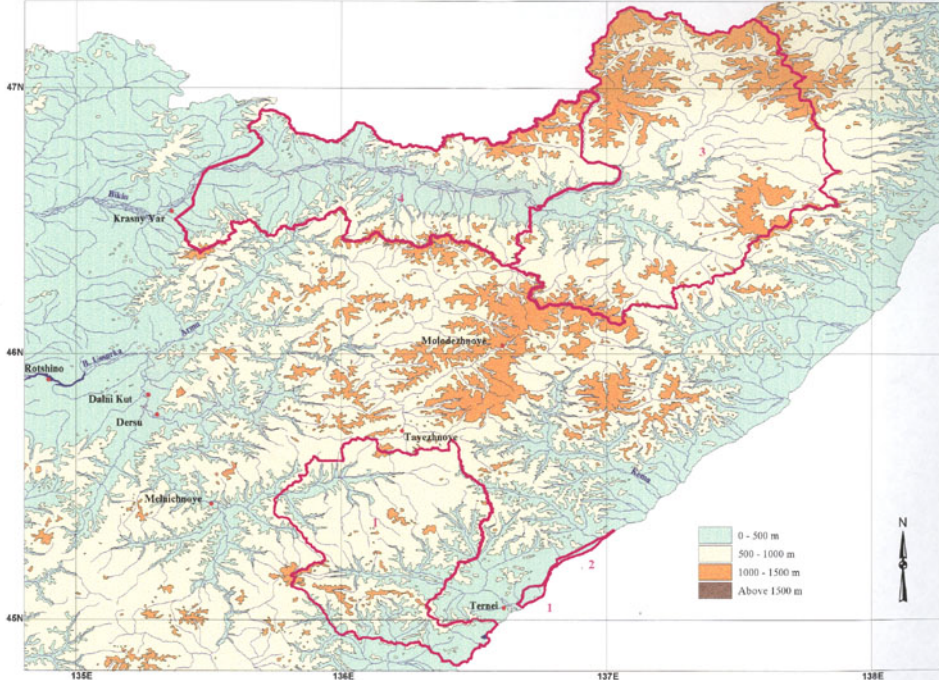 47N
3
Bikin
4
Krasny Yar
46N
Armu
B. Ussurka
Molodezhnoye
Rotshino
Dalni Kut
Dersu
Tayezhnoye
Melnichnoye
Kema
1
0 - 500 m
500 - 1000 m
1000 - 1500 m
Above 1500 m
N
2
Ternei
1
45N
135E
136E
137E
138E